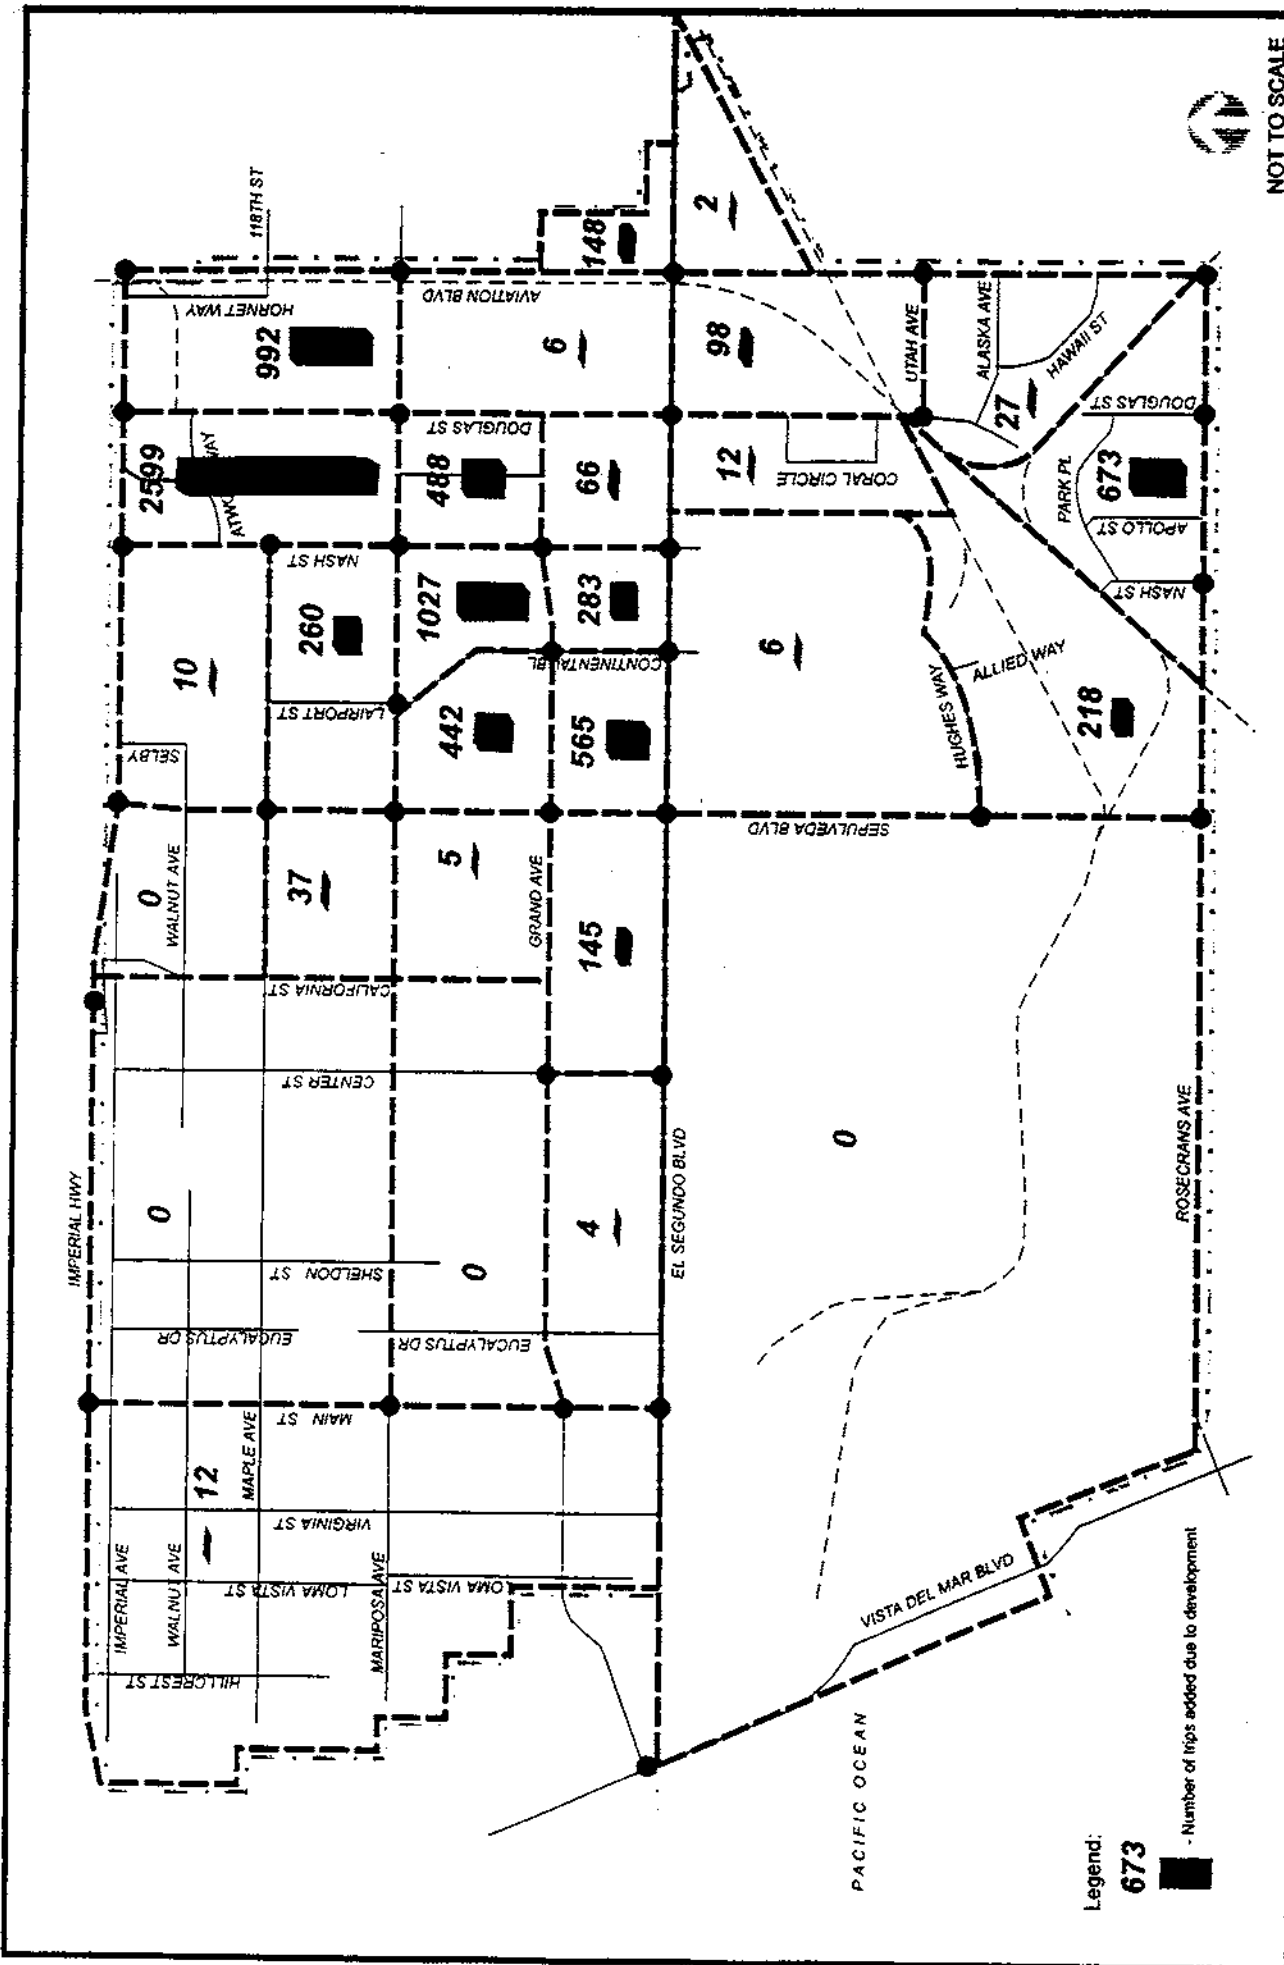 IMPERIAL HWY
IMPERIAL AVE
WALNUT AVE
HILLCREST ST
LOMA VISTA ST
VIRGINIA ST
12
MAPLE AVE
MARIPOSA AVE
LOMA VISTA ST
MAIN ST
EUCALYPTUS DR
EUCALYPTUS DR
SHELDON ST
0
0
CENTER ST
CALIFORNIA ST
4
EL SEGUNDO BLVD
0
WALNUT AVE
37
5
GRAND AVE
145
SELBY
10
LAIRPORT ST
260
NASH ST
442
1027
565
283
CONTINENTAL BL
SEPULVEDA BLVD
2599
488
66
DOUGLAS ST
992
HORNET WAY
118TH ST
6
AVIATION BLVD
148
2
98
12
CORAL CIRCLE
6
HUGHES WAY
ALLIED WAY
218
UTAH AVE
ALASKA AVE
HAWAII ST
27
DOUGLAS ST
PARK PL
673
APOLLO ST
NASH ST
0
ROSECRANS AVE
VISTA DEL MAR BLVD
PACIFIC OCEAN
Legend:
673
- Number of trips added due to development
NOT TO SCALE